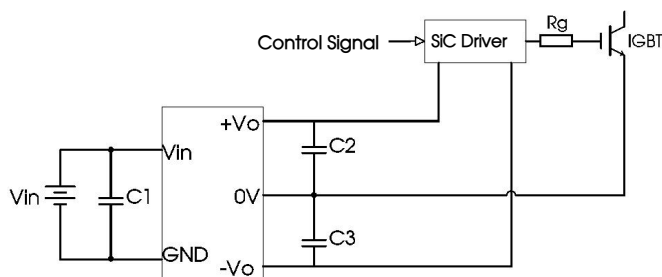 Rg
Control Signal
SiC Driver
IGBT
+Vo
Vin
C2
Vin
C1
0V
C3
GND
-Vo